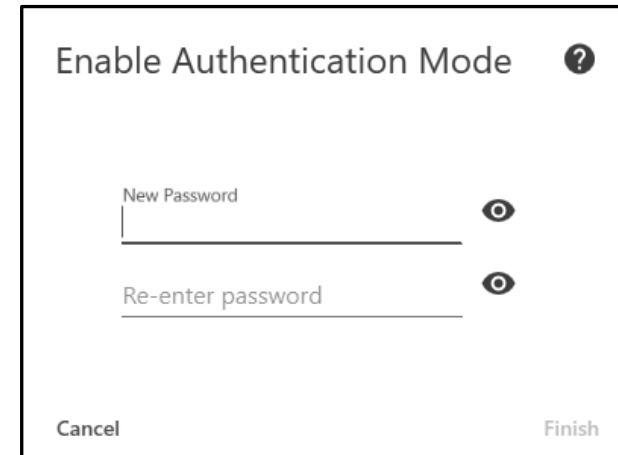 Enable Authentication Mode ?
New Password
Re-enter password
Cancel Finish